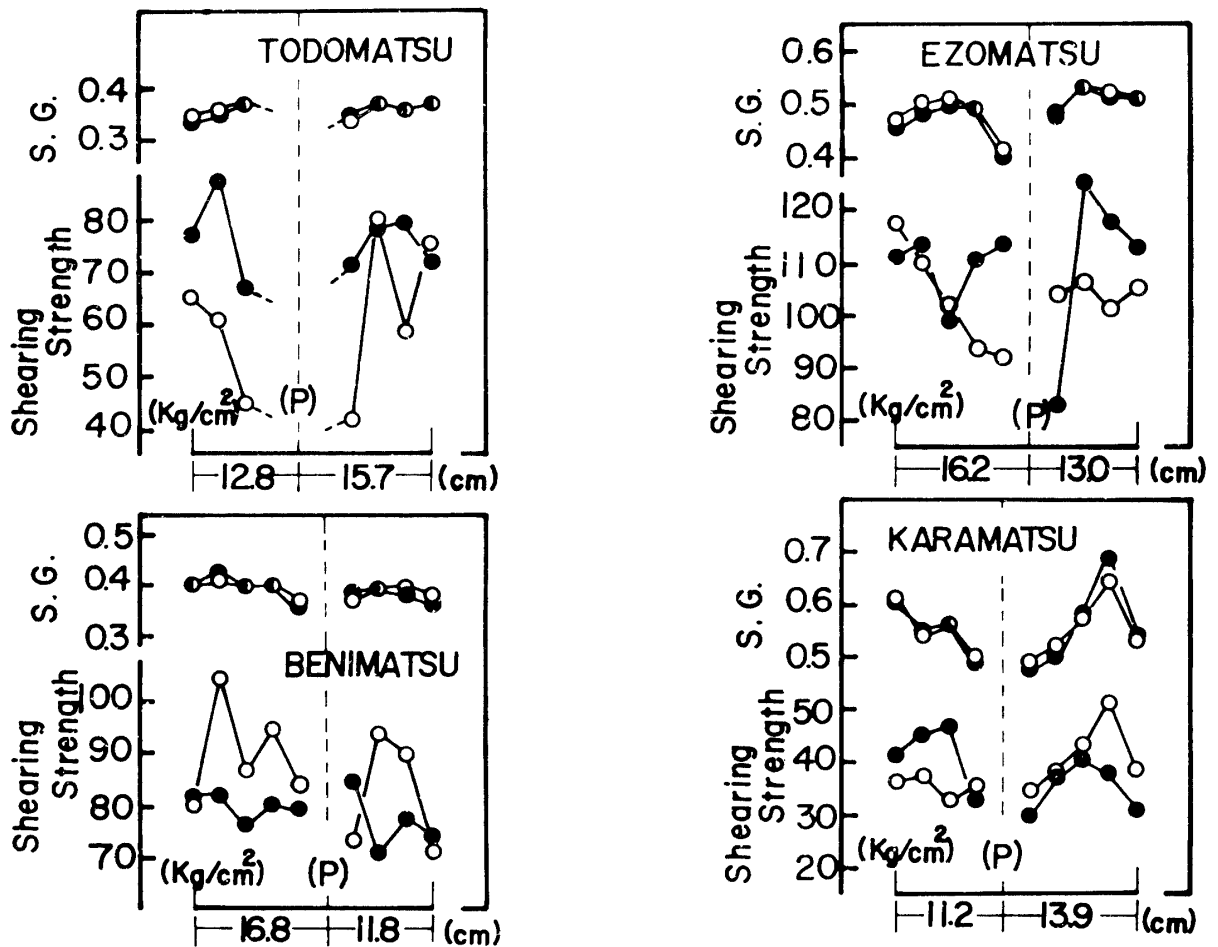 TODOMATSU
S. G.
0.4
0.3
Shearing
Strength
80
70
60
50
40
(Kg/cm²)
(P)
12.8
15.7
(cm)
EZOMATSU
S. G.
0.6
0.5
0.4
Shearing
Strength
120
110
100
90
80
(Kg/cm²)
(P)
16.2
13.0
(cm)
BENIMATSU
S. G.
0.5
0.4
0.3
Shearing
Strength
100
90
80
70
(Kg/cm²)
(P)
16.8
11.8
(cm)
KARAMATSU
S. G.
0.7
0.6
0.5
Shearing
Strength
50
40
30
20
(Kg/cm²)
(P)
11.2
13.9
(cm)